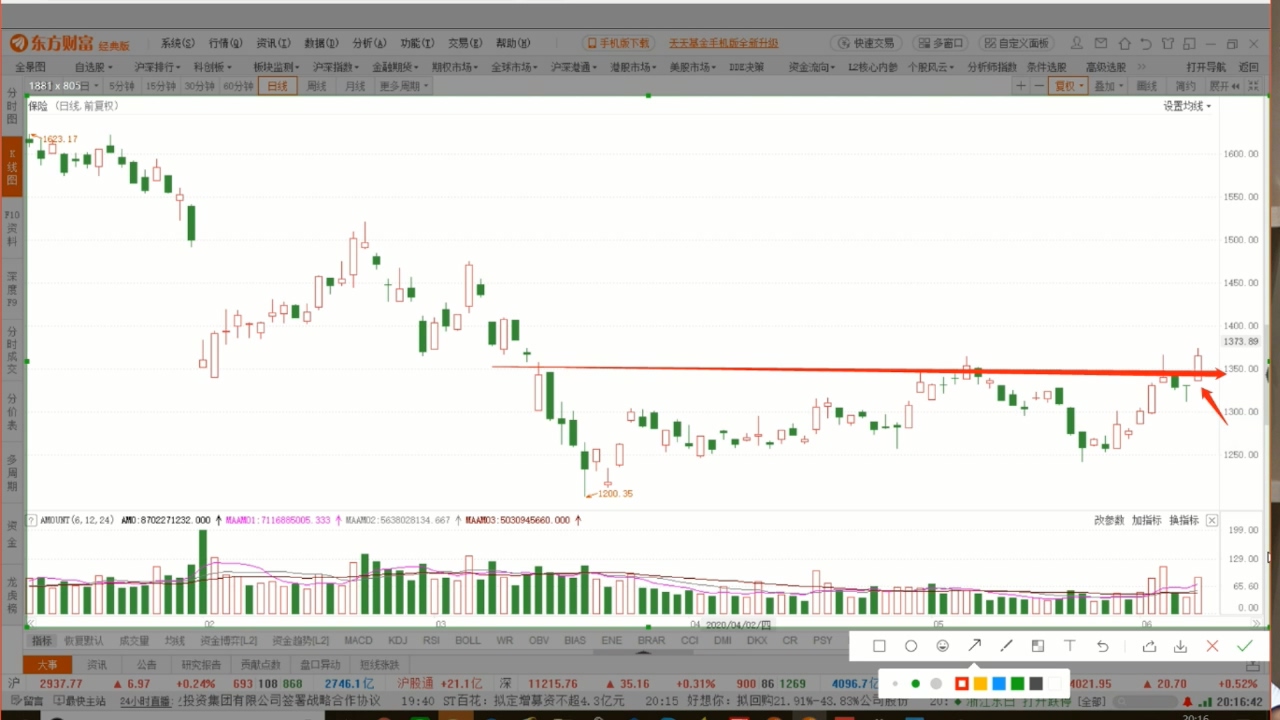 东方财富 经典版 系统(S) 行情(Q) 资讯(I) 数据(D) 分析(A) 功能(T) 交易(E) 帮助(H) 手机版下载 天天基金手机版全新升级 快速交易 多窗口 自定义面板
全景图 自选股 沪深排行 科创板 板块监测 沪深指数 金融期货 期权市场 全球市场 沪深港通 港股市场 美股市场 DDE决策 资金流向 L2核心内参 个股风云 分析师指数 条件选股 高级选股 >> 打开导航 返回
1881 x 805 日 5分钟 15分钟 30分钟 60分钟 日线 周线 月线 更多周期 + - 复权 叠加 画线 简约 展开
分时图
K线图
F10资料
深度F9
分时成交
分价表
多周期
资金
龙虎榜
保险 (日线,前复权) 设置均线
1623.17
1600.00
1550.00
1500.00
1450.00
1400.00
1373.89
1350.00
1300.00
1250.00
1200.35
? AMOUNT(6,12,24) AMO:8702271232.000 ↑ MAAMO1:7116885005.333 ↑ MAAMO2:5638028134.667 ↑ MAAMO3:5030945660.000 ↑ 改参数 加指标 换指标
199.00
129.00
65.60
0.00
02 03 04 2020/04/02/四 05 06
指标 恢复默认 成交量 均线 资金博弈[L2] 资金趋势[L2] MACD KDJ RSI BOLL WR OBV BIAS ENE BRAR CCI DMI DKX CR PSY
大事 资讯 公告 研究报告 贡献点数 盘口异动 短线涨跌
沪 2937.77 ▲ 6.97 +0.24% 693 108 868 2746.1亿 沪股通 +21.1亿 深 11215.76 ▲ 35.16 +0.31% 900 86 1269 4096.7亿 4021.95 ▲ 20.70 +0.52%
留言 最快主站 24小时直播: 投资集团有限公司签署战略合作协议 19:40 ST百花: 拟定增募资不超4.3亿元 20:15 好想你: 拟回购21.91%-43.83%公司股份 浙江东日 打开跌停 [全部] 20:16:42
20:16